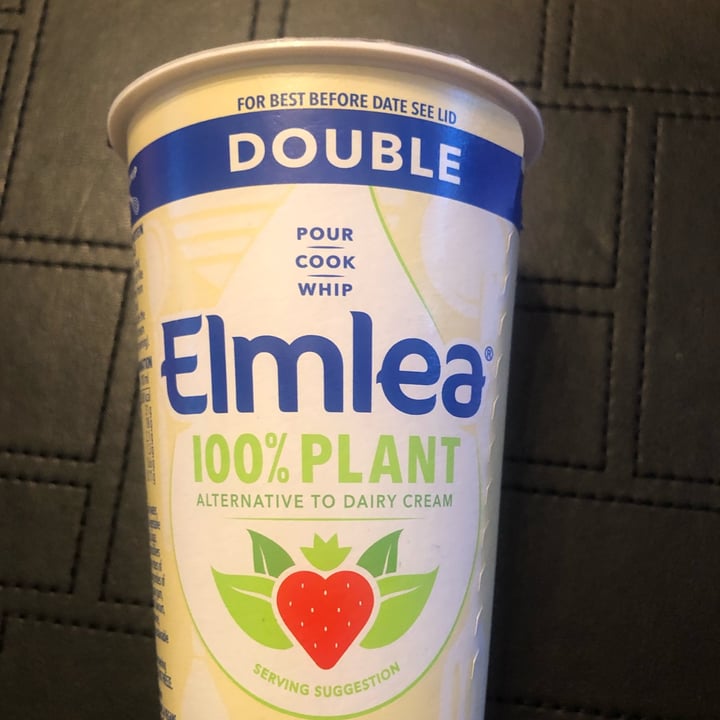 FOR BEST BEFORE DATE SEE LID
DOUBLE
POUR
COOK
WHIP
Elmlea®
100% PLANT
ALTERNATIVE TO DAIRY CREAM
SERVING SUGGESTION